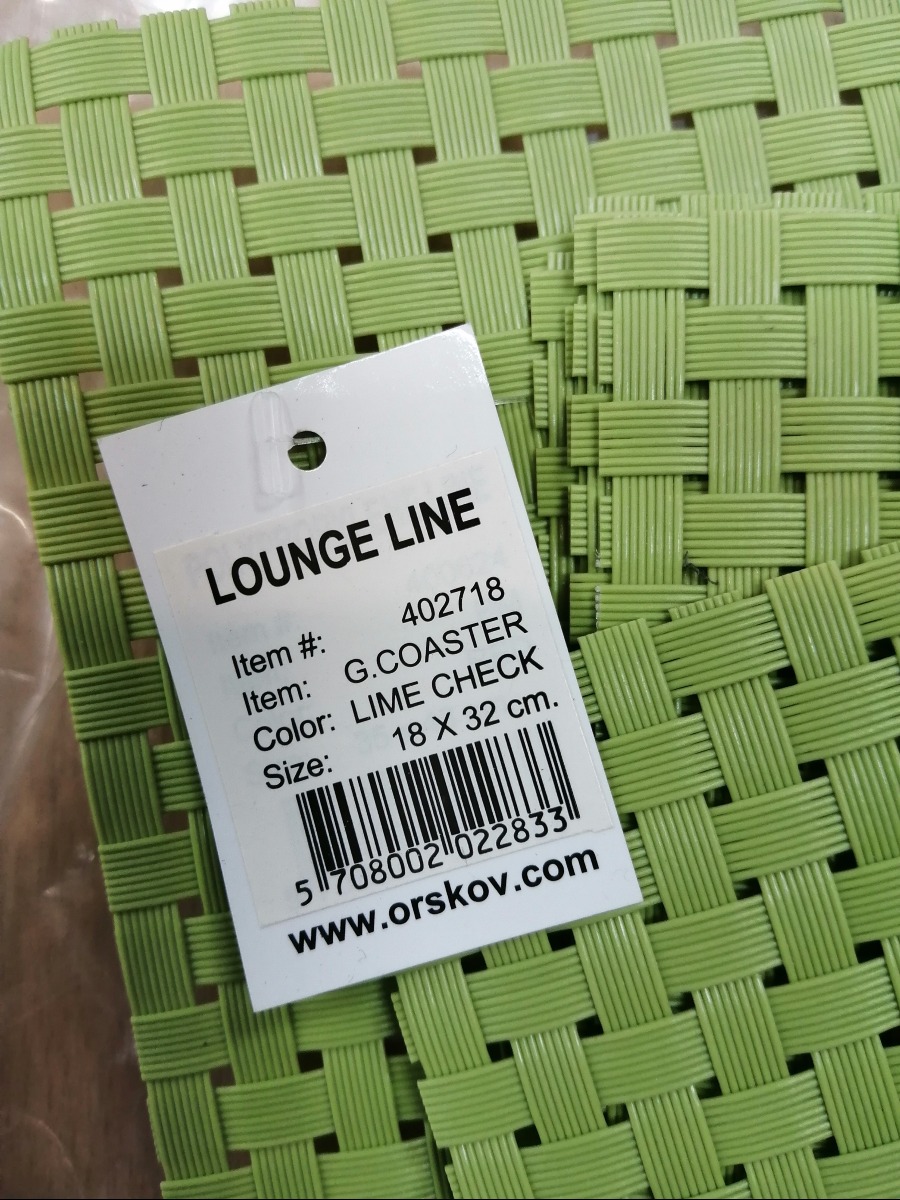 LOUNGE LINE
Item #: 402718
Item: G.COASTER
Color: LIME CHECK
Size: 18 X 32 cm.
5 708002 022833
www.orskov.com